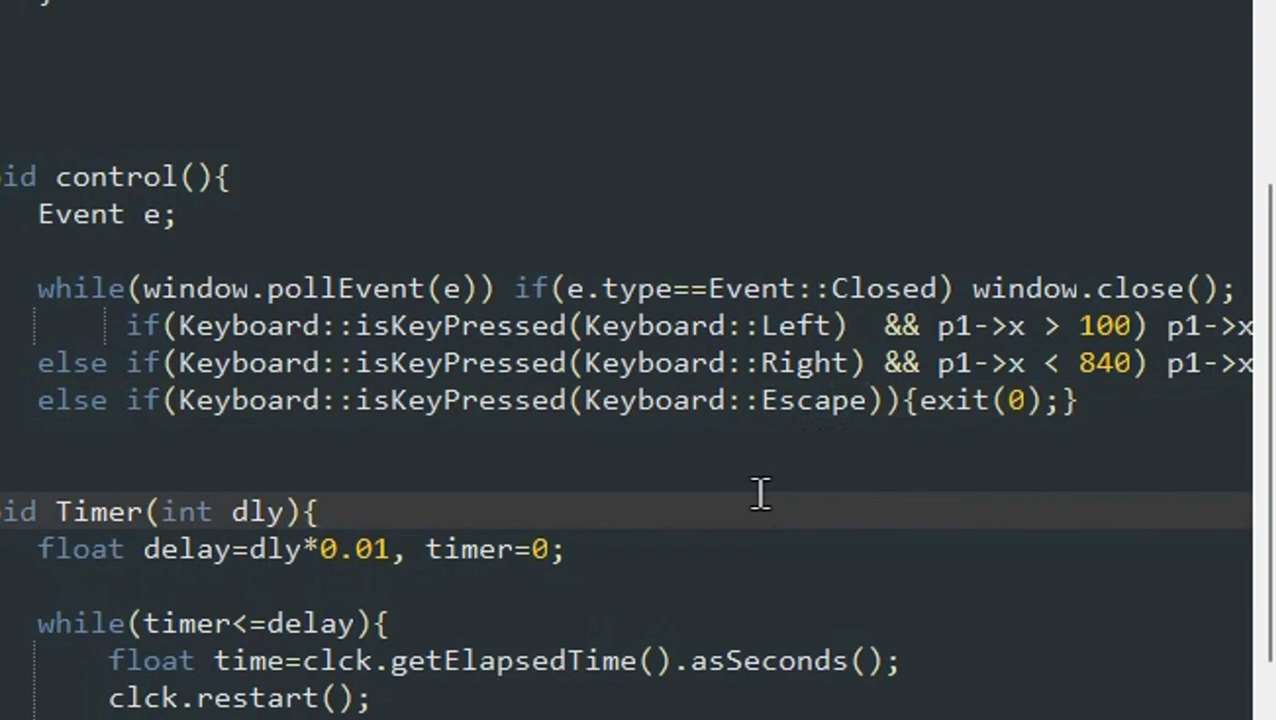 }
id control(){
Event e;
while(window.pollEvent(e)) if(e.type==Event::Closed) window.close();
if(Keyboard::isKeyPressed(Keyboard::Left)  && p1->x > 100) p1->x
else if(Keyboard::isKeyPressed(Keyboard::Right) && p1->x < 840) p1->x
else if(Keyboard::isKeyPressed(Keyboard::Escape)){exit(0);}
id Timer(int dly){
float delay=dly*0.01, timer=0;
while(timer<=delay){
float time=clck.getElapsedTime().asSeconds();
clck.restart();